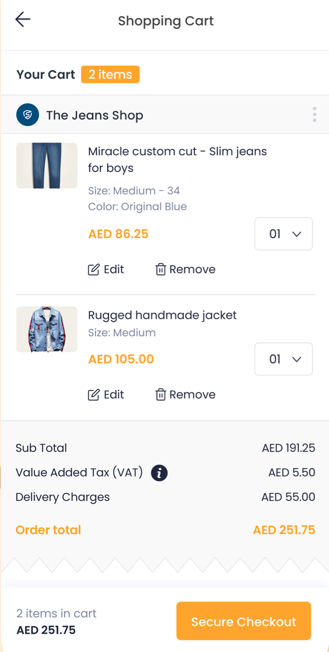 Shopping Cart
Your Cart 2 items
The Jeans Shop
Miracle custom cut - Slim jeans
for boys
Size: Medium - 34
Color: Original Blue
AED 86.25
01
Edit Remove
Rugged handmade jacket
Size: Medium
AED 105.00
01
Edit Remove
Sub Total AED 191.25
Value Added Tax (VAT) AED 5.50
Delivery Charges AED 55.00
Order total AED 251.75
2 items in cart
AED 251.75
Secure Checkout